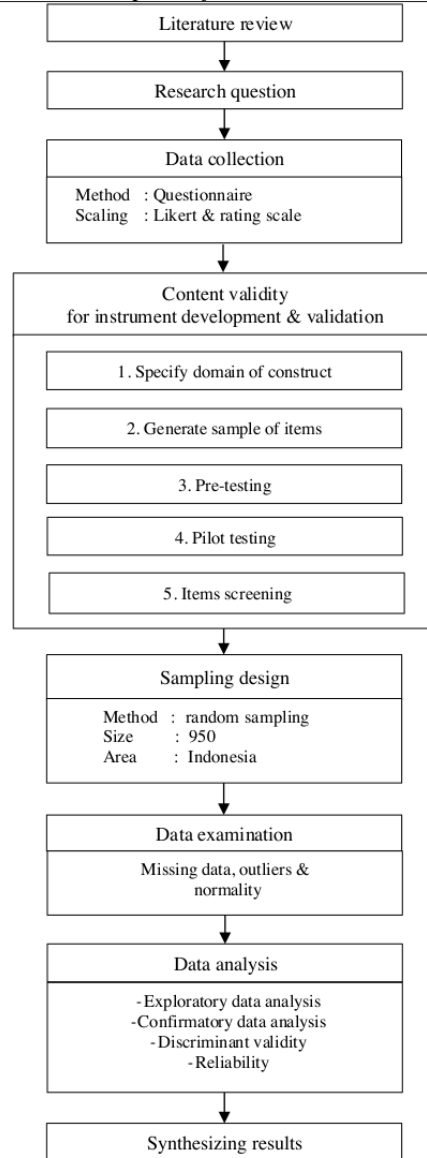 Literature review
Research question
Data collection
Method : Questionnaire
Scaling : Likert & rating scale
Content validity
for instrument development & validation
1. Specify domain of construct
2. Generate sample of items
3. Pre-testing
4. Pilot testing
5. Items screening
Sampling design
Method : random sampling
Size : 950
Area : Indonesia
Data examination
Missing data, outliers &
normality
Data analysis
-Exploratory data analysis
-Confirmatory data analysis
-Discriminant validity
-Reliability
Synthesizing results